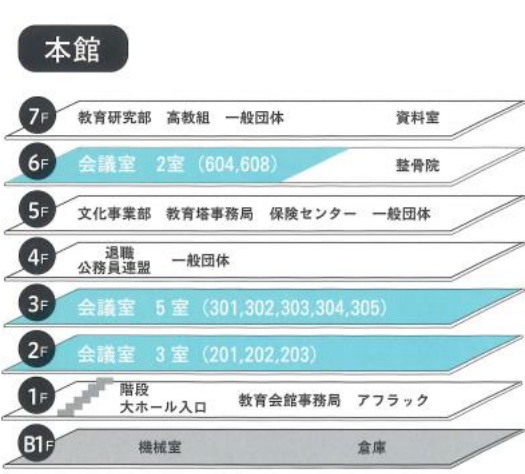 本館
7F 教育研究部 高教組 一般団体 資料室
6F 会議室 2室（604,608） 整骨院
5F 文化事業部 教育塔事務局 保険センター 一般団体
4F 退職
公務員連盟 一般団体
3F 会議室 5室（301,302,303,304,305）
2F 会議室 3室（201,202,203）
1F 階段
大ホール入口 教育会館事務局 アフラック
B1F 機械室 倉庫